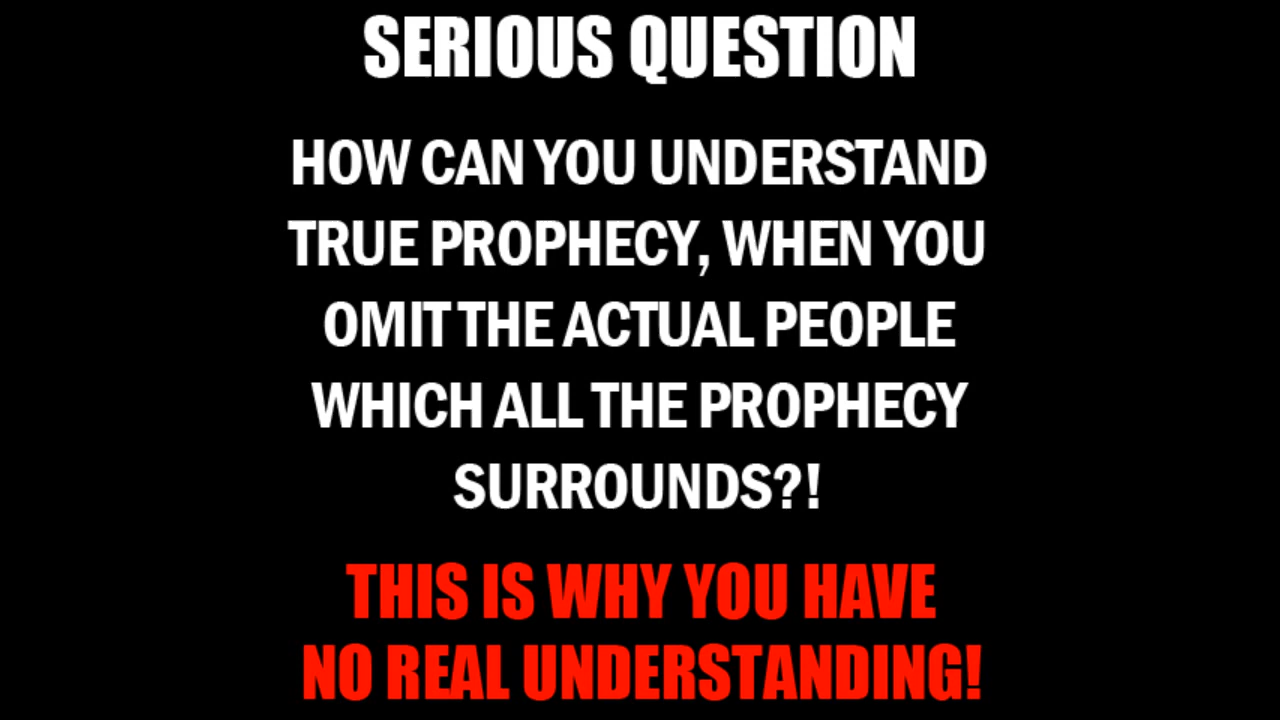 SERIOUS QUESTION
HOW CAN YOU UNDERSTAND
TRUE PROPHECY, WHEN YOU
OMIT THE ACTUAL PEOPLE
WHICH ALL THE PROPHECY
SURROUNDS?!
THIS IS WHY YOU HAVE
NO REAL UNDERSTANDING!